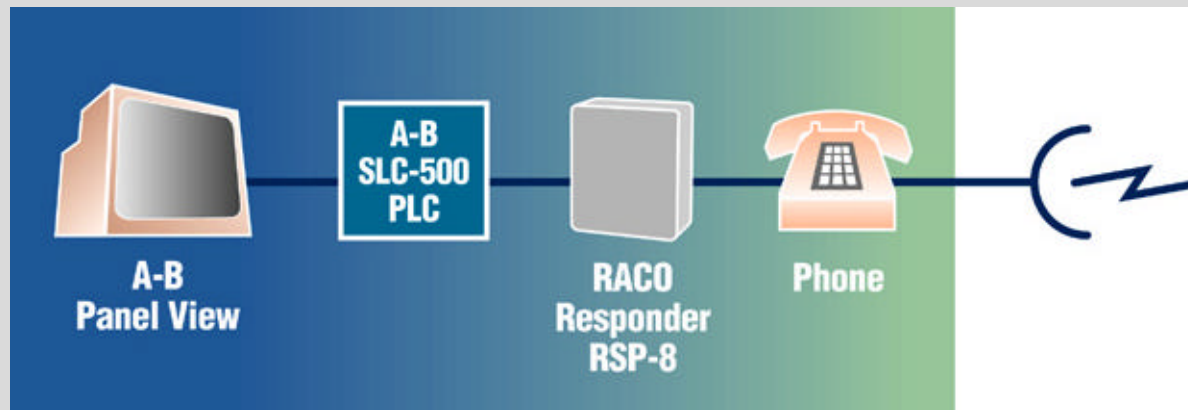 A-B
SLC-500
PLC
A-B
Panel View
RACO
Responder
RSP-8
Phone